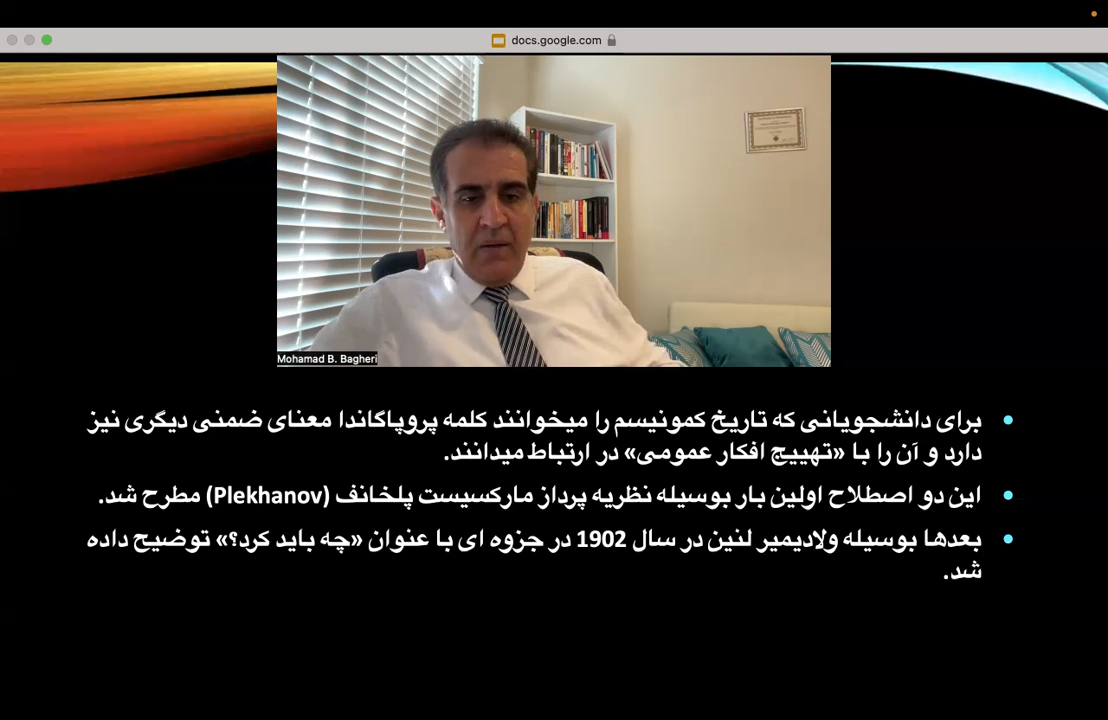 docs.google.com
Mohamad B. Bagheri
• برای دانشجویانی که تاریخ کمونیسم را میخوانند کلمه پروپاگاندا معنای ضمنی دیگری نیز
دارد و آن را با «تهییج افکار عمومی» در ارتباط میدانند.
• این دو اصطلاح اولین بار بوسیله نظریه پرداز مارکسیست پلخانف (Plekhanov) مطرح شد.
• بعدها بوسیله ولادیمیر لنین در سال 1902 در جزوه ای با عنوان «چه باید کرد؟» توضیح داده
شد.